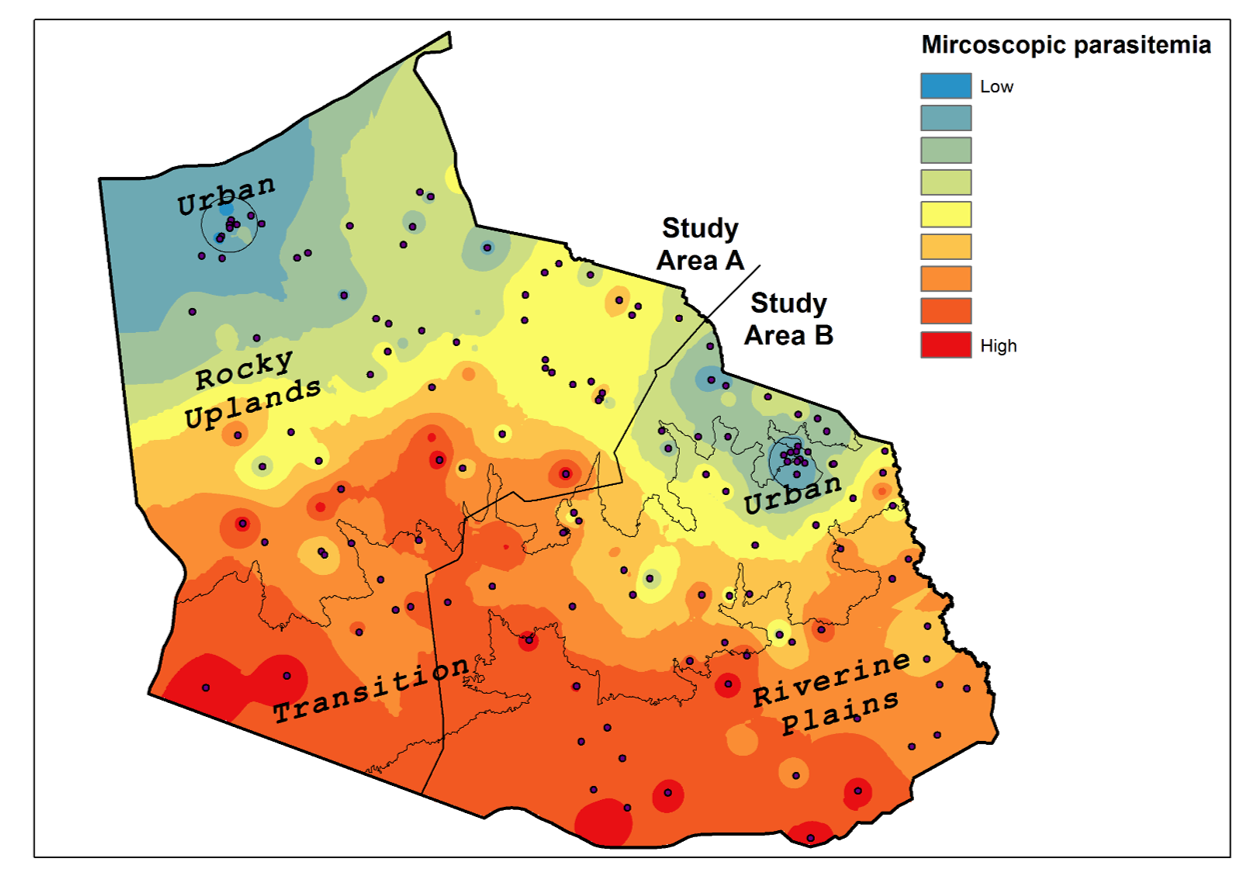 Mircoscopic parasitemia
Low
High
Urban
Study
Area A
Study
Area B
Rocky
Uplands
Urban
Transition
Riverine
Plains